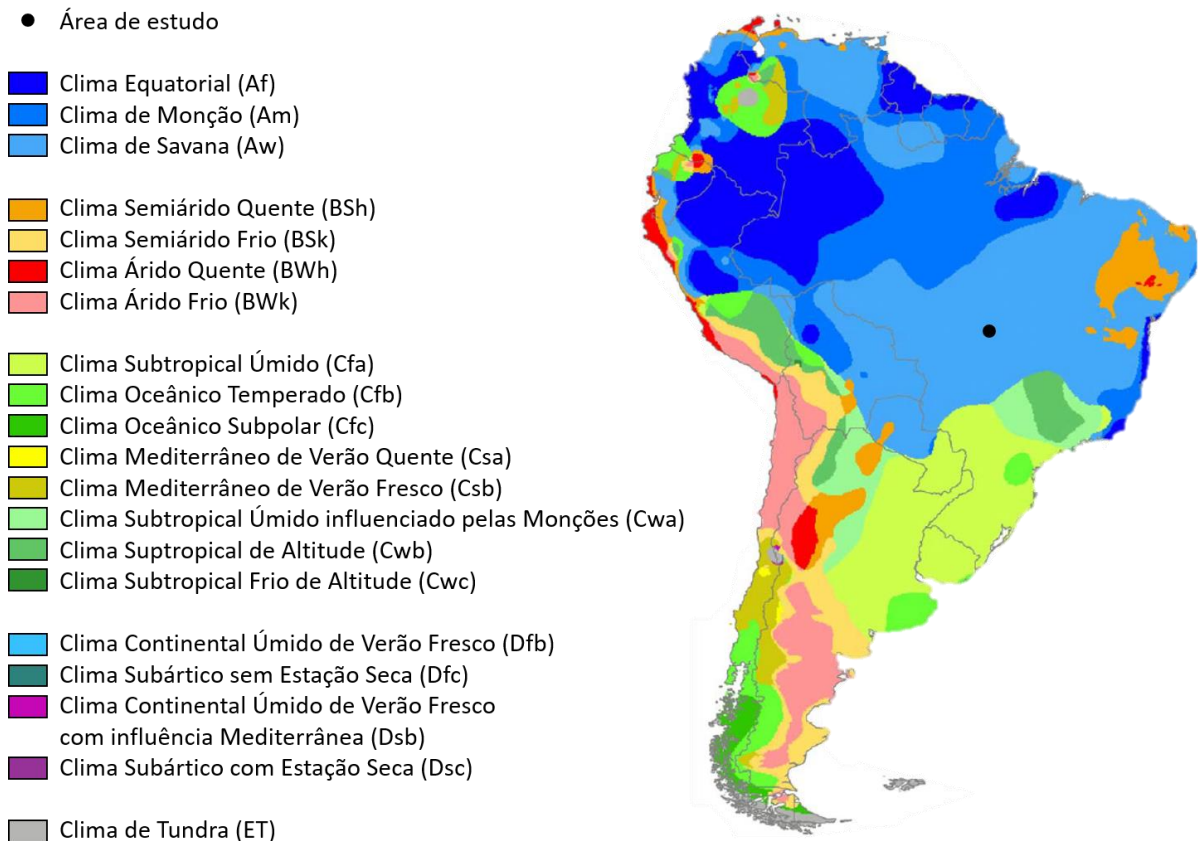 Área de estudo
Clima Equatorial (Af)
Clima de Monção (Am)
Clima de Savana (Aw)
Clima Semiárido Quente (BSh)
Clima Semiárido Frio (BSk)
Clima Árido Quente (BWh)
Clima Árido Frio (BWk)
Clima Subtropical Úmido (Cfa)
Clima Oceânico Temperado (Cfb)
Clima Oceânico Subpolar (Cfc)
Clima Mediterrâneo de Verão Quente (Csa)
Clima Mediterrâneo de Verão Fresco (Csb)
Clima Subtropical Úmido influenciado pelas Monções (Cwa)
Clima Suptropical de Altitude (Cwb)
Clima Subtropical Frio de Altitude (Cwc)
Clima Continental Úmido de Verão Fresco (Dfb)
Clima Subártico sem Estação Seca (Dfc)
Clima Continental Úmido de Verão Fresco
com influência Mediterrânea (Dsb)
Clima Subártico com Estação Seca (Dsc)
Clima de Tundra (ET)